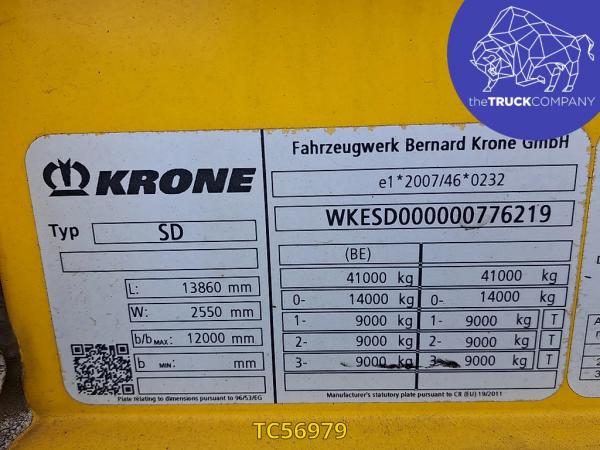 theTRUCKCOMPANY
KRONE
Typ SD
L: 13860 mm
W: 2550 mm
b/b MAX: 12000 mm
b MIN: mm
Plate relating to dimensions pursuant to 96/53/EG
Fahrzeugwerk Bernard Krone GmbH
e1*2007/46*0232
WKESD000000776219
(BE)
41000 kg 41000 kg
0- 14000 kg 0- 14000 kg
1- 9000 kg 1- 9000 kg T
2- 9000 kg 2- 9000 kg T
3- 9000 kg 3- 9000 kg T
Manufacturer's statutory plate pursuant to CR (EU) 19/2011
TC56979